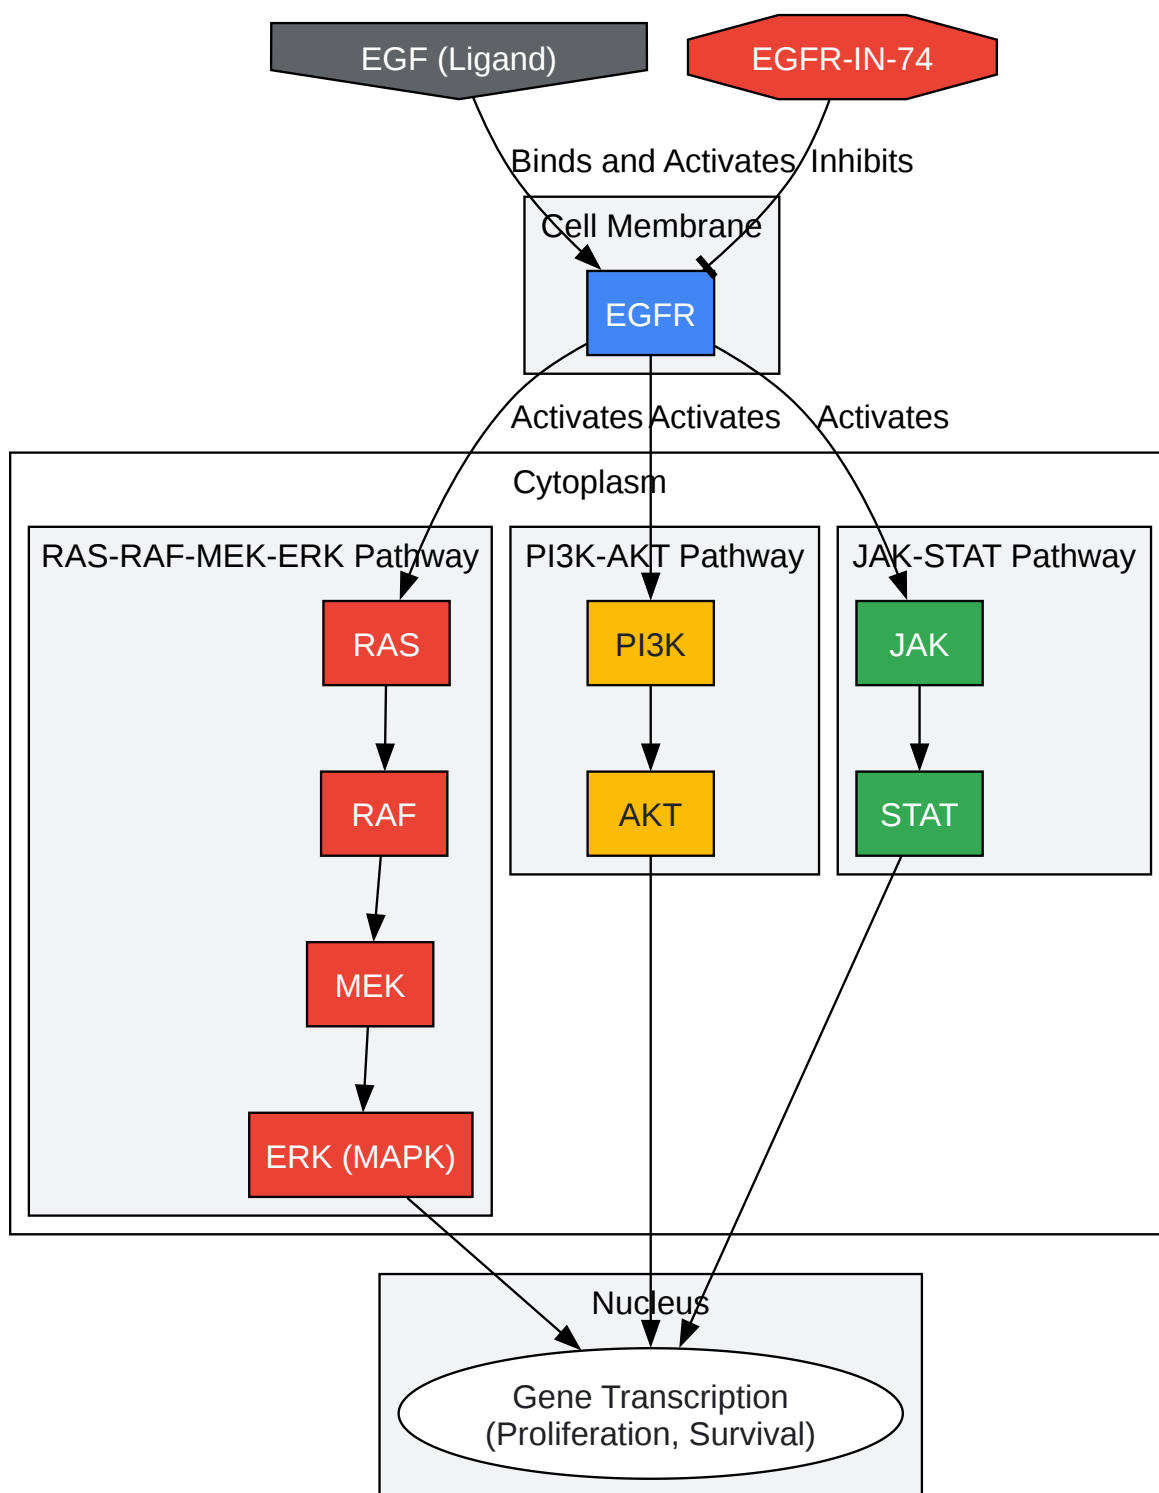 EGF (Ligand)
EGFR-IN-74
Binds and Activates
Inhibits
Cell Membrane
EGFR
Activates
Activates
Activates
Cytoplasm
RAS-RAF-MEK-ERK Pathway
PI3K-AKT Pathway
JAK-STAT Pathway
RAS
PI3K
JAK
RAF
AKT
STAT
MEK
ERK (MAPK)
Nucleus
Gene Transcription
(Proliferation, Survival)